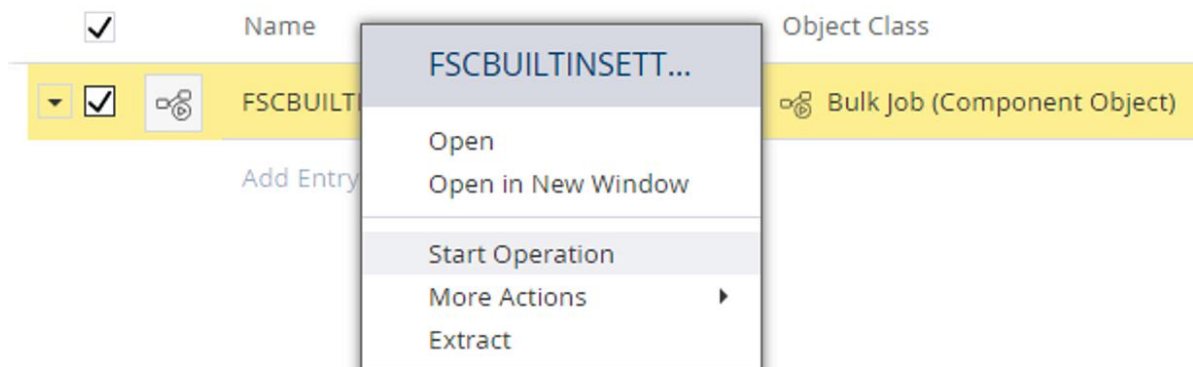 Name
Object Class
FSCBUILTINSETT...
FSCBUILTI
Bulk Job (Component Object)
Open
Add Entry
Open in New Window
Start Operation
More Actions
Extract